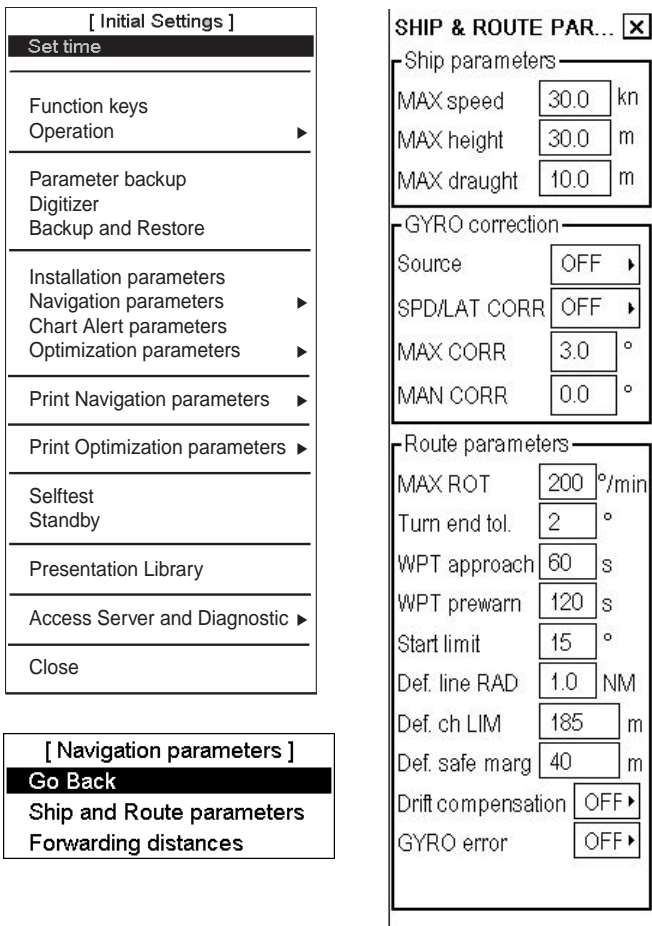 [ Initial Settings ]
Set time
Function keys
Operation ▶
Parameter backup
Digitizer
Backup and Restore
Installation parameters
Navigation parameters ▶
Chart Alert parameters
Optimization parameters ▶
Print Navigation parameters ▶
Print Optimization parameters ▶
Selftest
Standby
Presentation Library
Access Server and Diagnostic ▶
Close
[ Navigation parameters ]
Go Back
Ship and Route parameters
Forwarding distances
SHIP & ROUTE PAR... X
Ship parameters
MAX speed 30.0 kn
MAX height 30.0 m
MAX draught 10.0 m
GYRO correction
Source OFF ▶
SPD/LAT CORR OFF ▶
MAX CORR 3.0 °
MAN CORR 0.0 °
Route parameters
MAX ROT 200 °/min
Turn end tol. 2 °
WPT approach 60 s
WPT prewarn 120 s
Start limit 15 °
Def. line RAD 1.0 NM
Def. ch LIM 185 m
Def. safe marg 40 m
Drift compensation OFF ▶
GYRO error OFF ▶